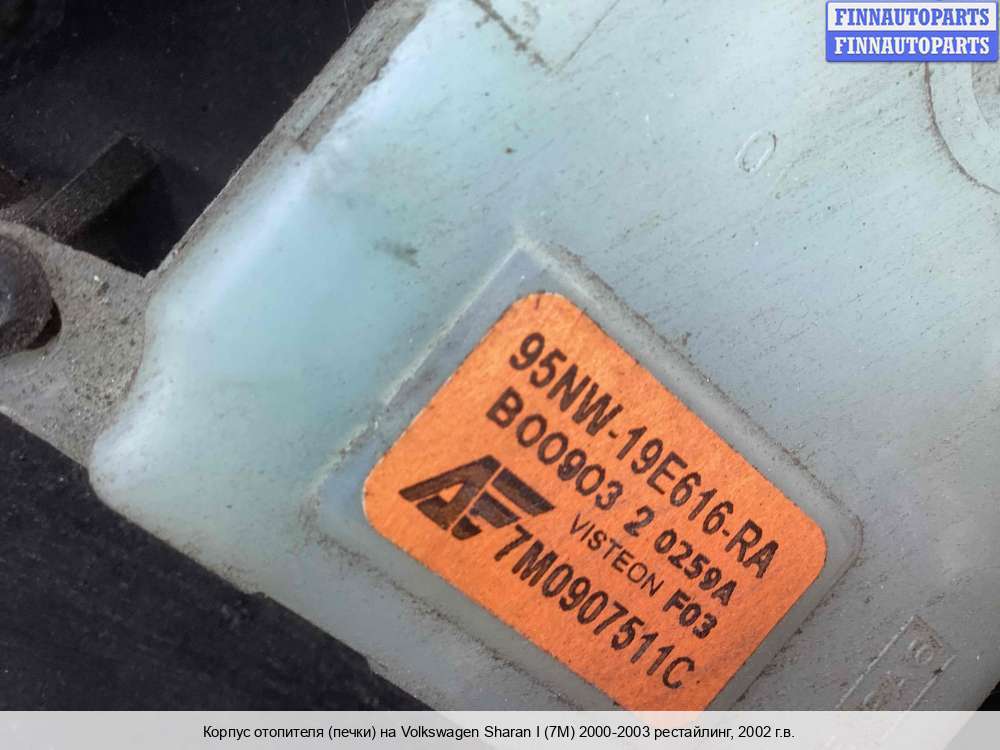 FINNAUTOPARTS
FINNAUTOPARTS
95NW-19E616-RA
B00903 2 0259A
VISTEON F03
7M0907511C
Корпус отопителя (печки) на Volkswagen Sharan I (7M) 2000-2003 рестайлинг, 2002 г.в.